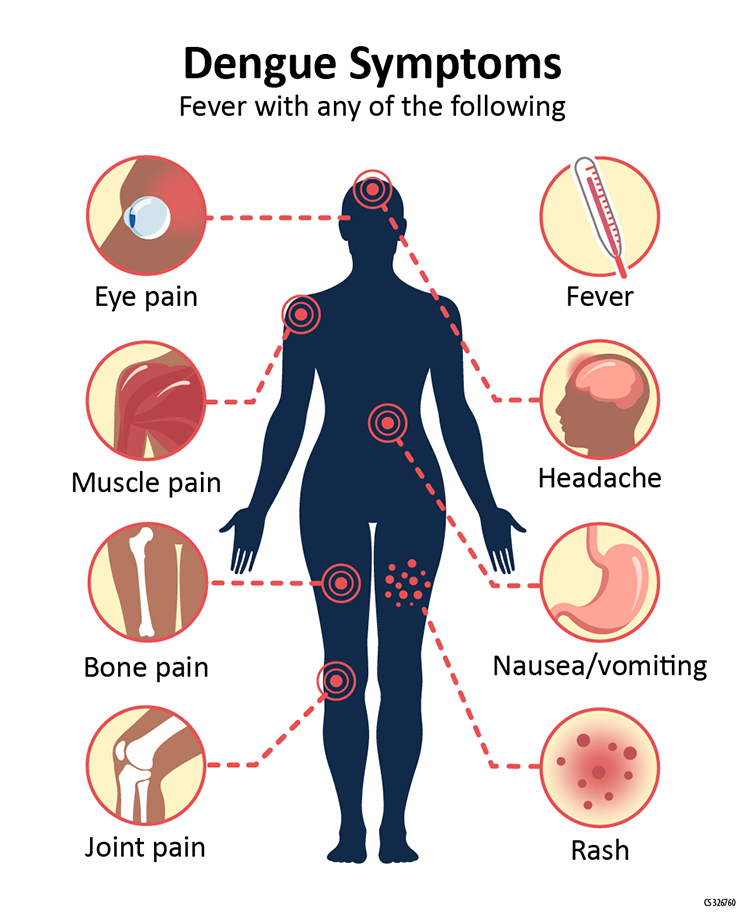 Dengue Symptoms
Fever with any of the following
Eye pain
Fever
Muscle pain
Headache
Bone pain
Nausea/vomiting
Joint pain
Rash
CS 326760